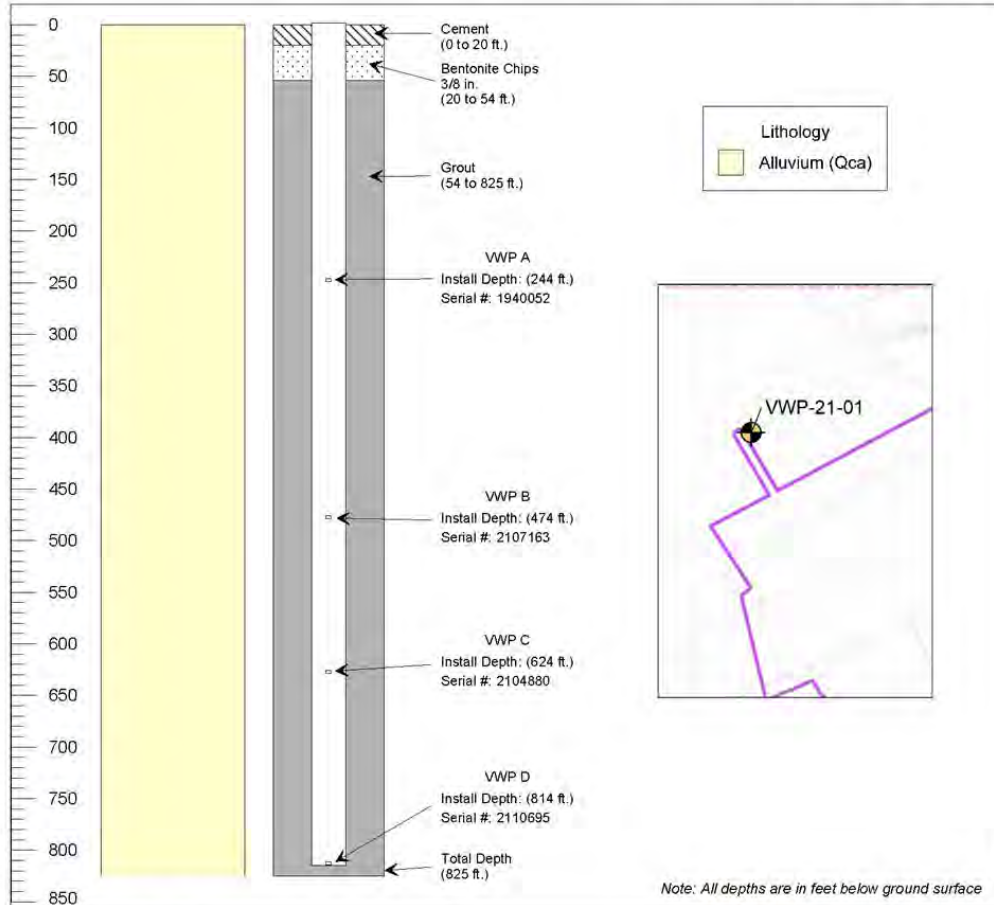 0
50
100
150
200
250
300
350
400
450
500
550
600
650
700
750
800
850
Cement
(0 to 20 ft.)
Bentonite Chips
3/8 in.
(20 to 54 ft.)
Grout
(54 to 825 ft.)
VWP A
Install Depth: (244 ft.)
Serial #: 1940052
VWP B
Install Depth: (474 ft.)
Serial #: 2107163
VWP C
Install Depth: (624 ft.)
Serial #: 2104880
VWP D
Install Depth: (814 ft.)
Serial #: 2110695
Total Depth
(825 ft.)
Lithology
Alluvium (Qca)
VWP-21-01
Note: All depths are in feet below ground surface